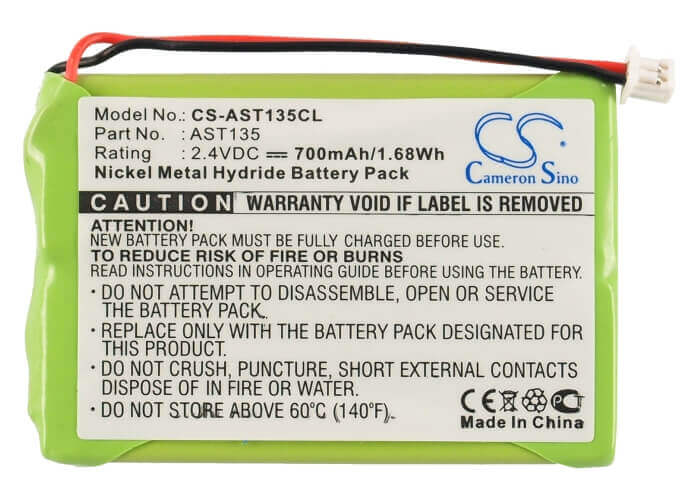 Model No.: CS-AST135CL
Part No. : AST135
Rating : 2.4VDC ⎓ 700mAh/1.68Wh
Nickel Metal Hydride Battery Pack
CS
Cameron Sino
CAUTION WARRANTY VOID IF LABEL IS REMOVED
ATTENTION!
NEW BATTERY PACK MUST BE FULLY CHARGED BEFORE USE
TO REDUCE RISK OF FIRE OR BURNS
READ INSTRUCTIONS IN OPERATING GUIDE BEFORE USING BATTERY
• DO NOT ATTEMPT TO DISASSEMBLE, OPEN OR SERVICE
THE BATTERY PACK.
• REPLACE ONLY WITH THE BATTERY PACK DESIGNATED
FOR THIS PRODUCT
• DO NOT CRUSH, PUNCTURE, SHORT EXTERNAL CONTACTS
OR DISPOSE OF IN FIRE OR WATER
• DO NOT STORE ABOVE 60℃ (140℉)
CE
Made In China